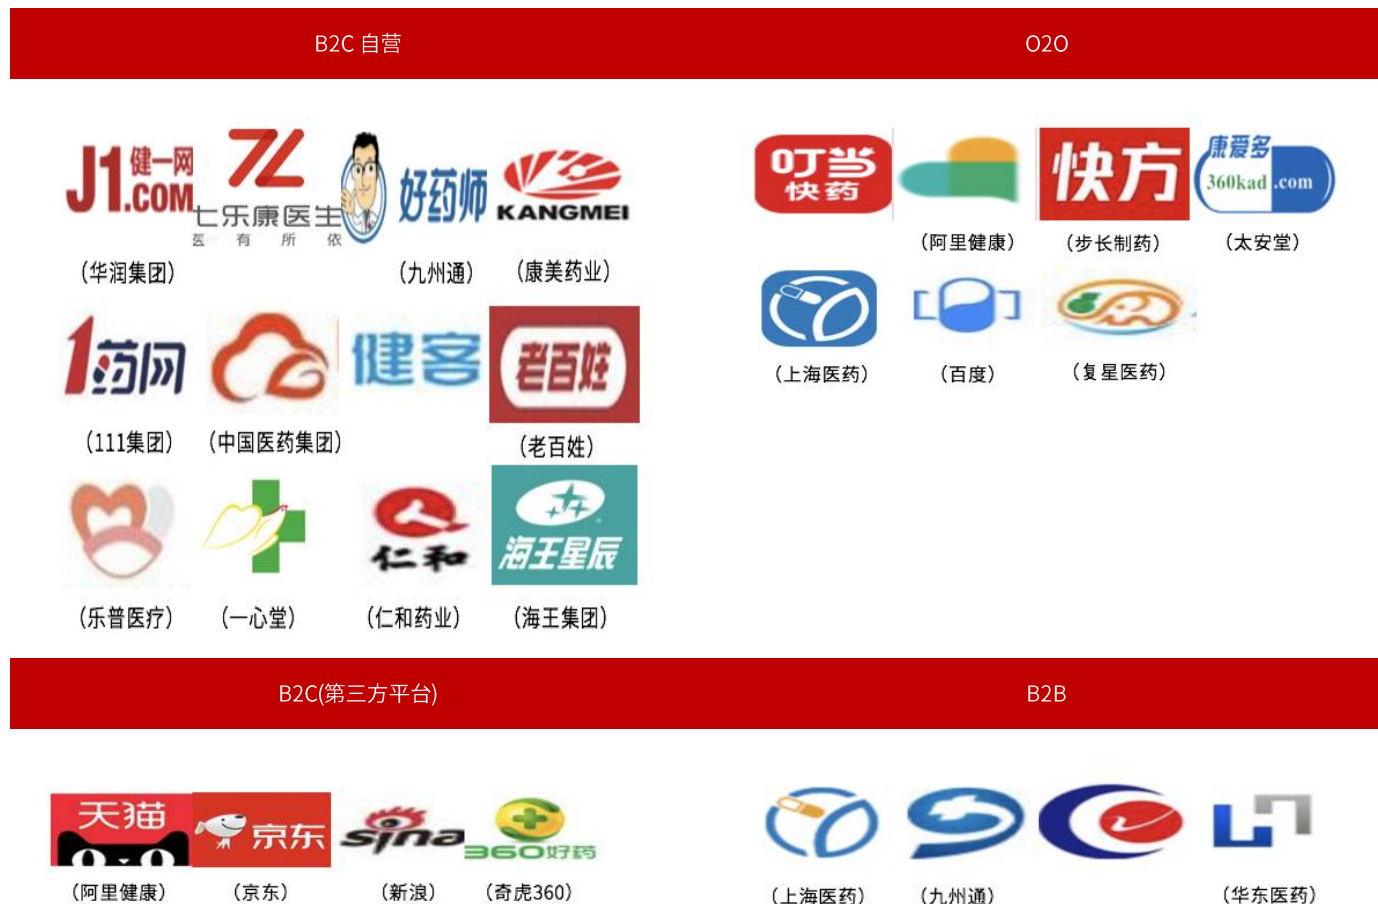 B2C 自营
O2O
J1.COM 健一网
七乐康医生
医 有 所 依
好药师
KANGMEI
(华润集团)
(九州通)
(康美药业)
1药网
健客
老百姓
(111集团)
(中国医药集团)
(老百姓)
仁和
海王星辰
(乐普医疗)
(一心堂)
(仁和药业)
(海王集团)
叮当
快药
快方
康爱多
360kad.com
(阿里健康)
(步长制药)
(太安堂)
(上海医药)
(百度)
(复星医药)
B2C(第三方平台)
B2B
天猫
京东
sina
360好药
(阿里健康)
(京东)
(新浪)
(奇虎360)
(上海医药)
(九州通)
(华东医药)